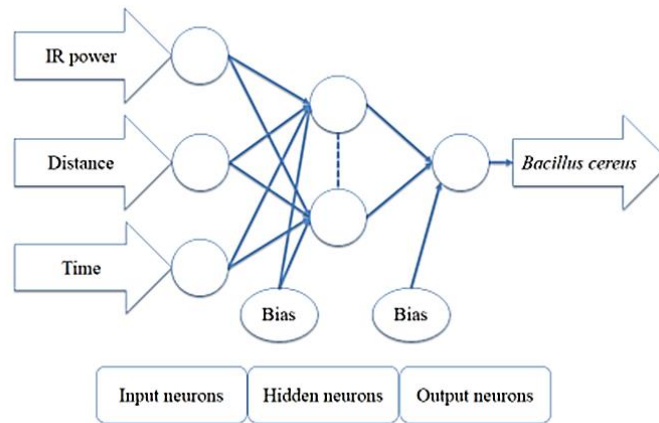 IR power
Distance
Bacillus cereus
Time
Bias
Bias
Input neurons
Hidden neurons
Output neurons